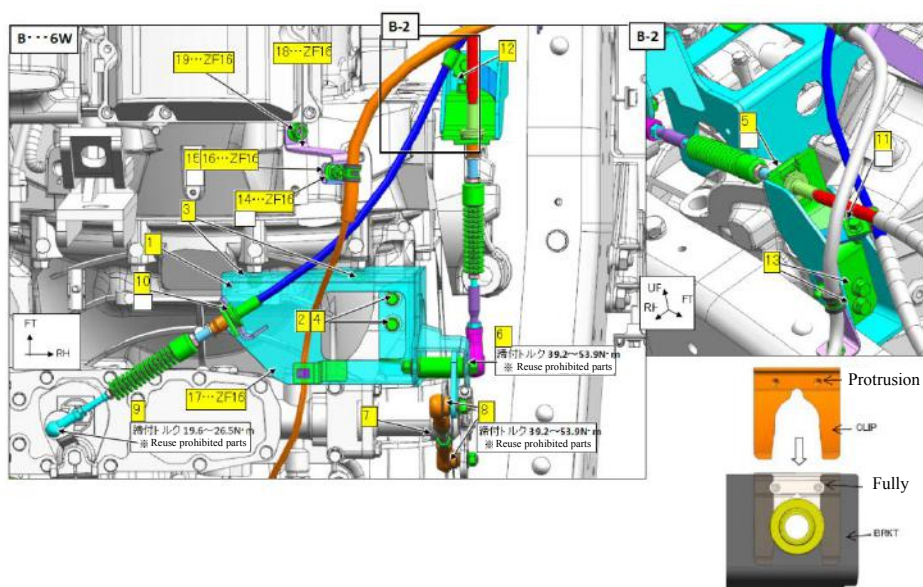 B・・・6W
B-2
18・・・ZF16
19・・・ZF16
12
15
16・・・ZF16
14・・・ZF16
3
1
10
2
4
6
締付トルク 39.2～53.9N・m
※ Reuse prohibited parts
FT
RH
17・・・ZF16
9
締付トルク 19.6～26.5N・m
※ Reuse prohibited parts
7
8
締付トルク 39.2～53.9N・m
※ Reuse prohibited parts
B-2
5
11
13
RH
FT
Protrusion
CLIP
Fully
BRKT